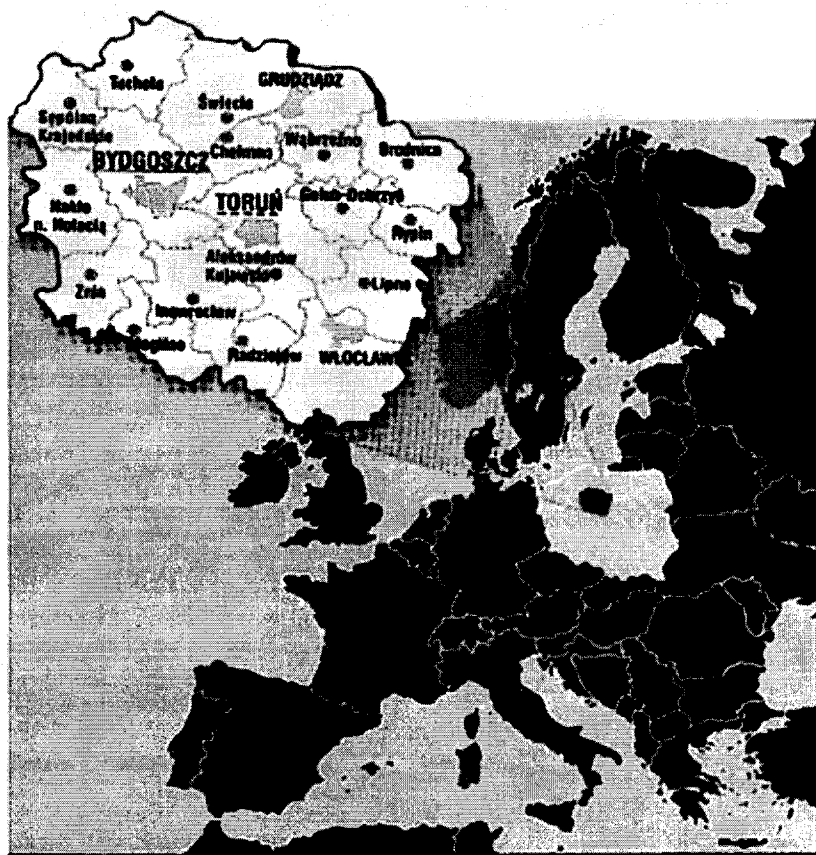 Tuchola
GRUDZIĄDZ
Sępólno
Krajeńskie
Świecie
Chełmno
Wąbrzeźno
Brodnica
BYDGOSZCZ
Nakło
n. Notecią
TORUŃ
Golub-Dobrzyń
Rypin
Aleksandrów
Kujawski
Żnin
Lipno
Inowrocław
Mogilno
Radziejów
WŁOCŁAW